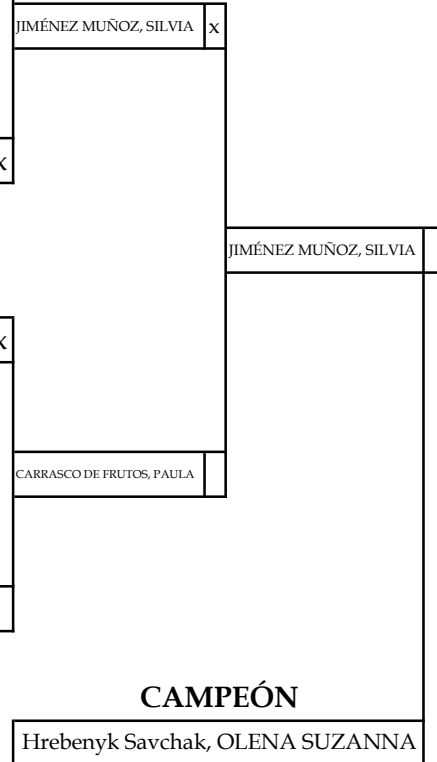 JIMÉNEZ MUÑOZ, SILVIA x
x
JIMÉNEZ MUÑOZ, SILVIA
x
CARRASCO DE FRUTOS, PAULA
CAMPEÓN
Hrebenyk Savchak, OLENA SUZANNA